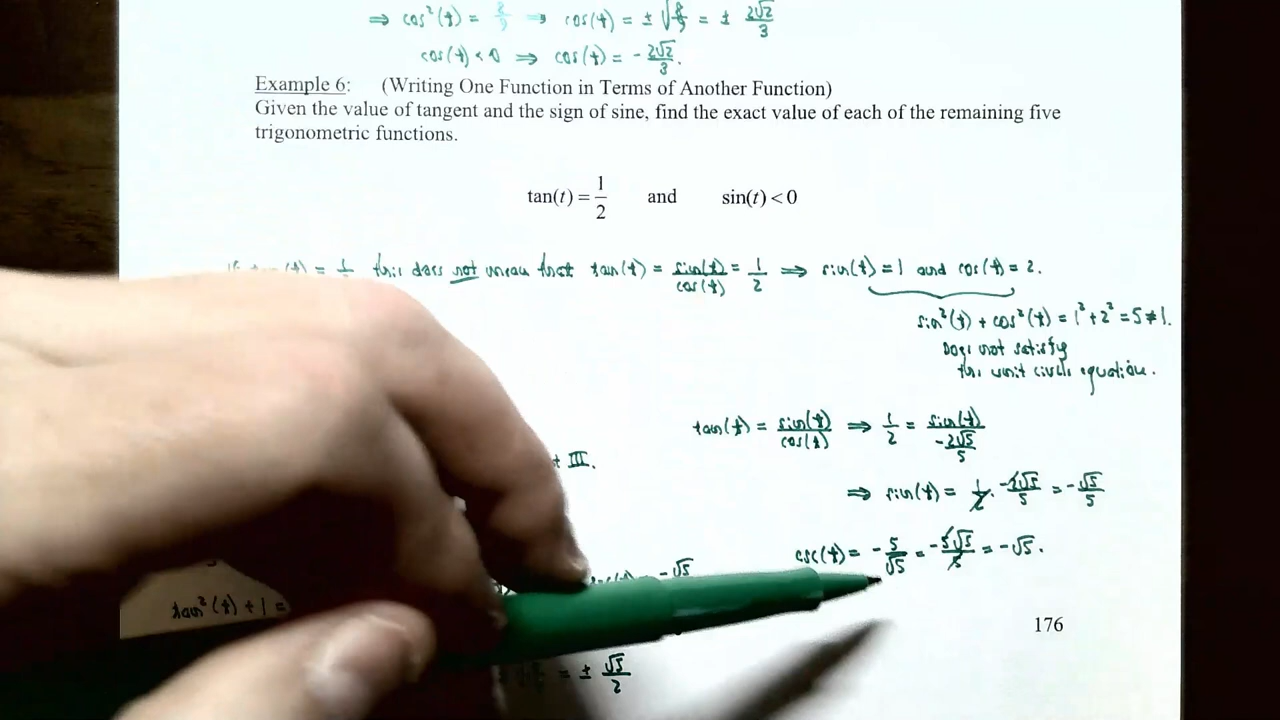 ⇒ cos²(t) = 8/9 ⇒ cos(t) = ± √8/9 = ± 2√2/3
cos(t) < 0 ⇒ cos(t) = - 2√2/3.
Example 6: (Writing One Function in Terms of Another Function)
Given the value of tangent and the sign of sine, find the exact value of each of the remaining five
trigonometric functions.
tan(t) = 1/2 and sin(t) < 0
this does not mean that tan(t) = sin(t)/cos(t) = 1/2 ⇒ sin(t) = 1 and cos(t) = 2.
sin²(t) + cos²(t) = 1² + 2² = 5 ≠ 1.
Does not satisfy
the unit circle equation.
tan(t) = sin(t)/cos(t) ⇒ 1/2 = sin(t)/(-2√5/5)
III.
⇒ sin(t) = 1/2 · -2√5/5 = -√5/5
csc(t) = - 5/√5 = -5√5/5 = -√5.
-√5
tan²(t) + 1 =
176
= ± √5/2